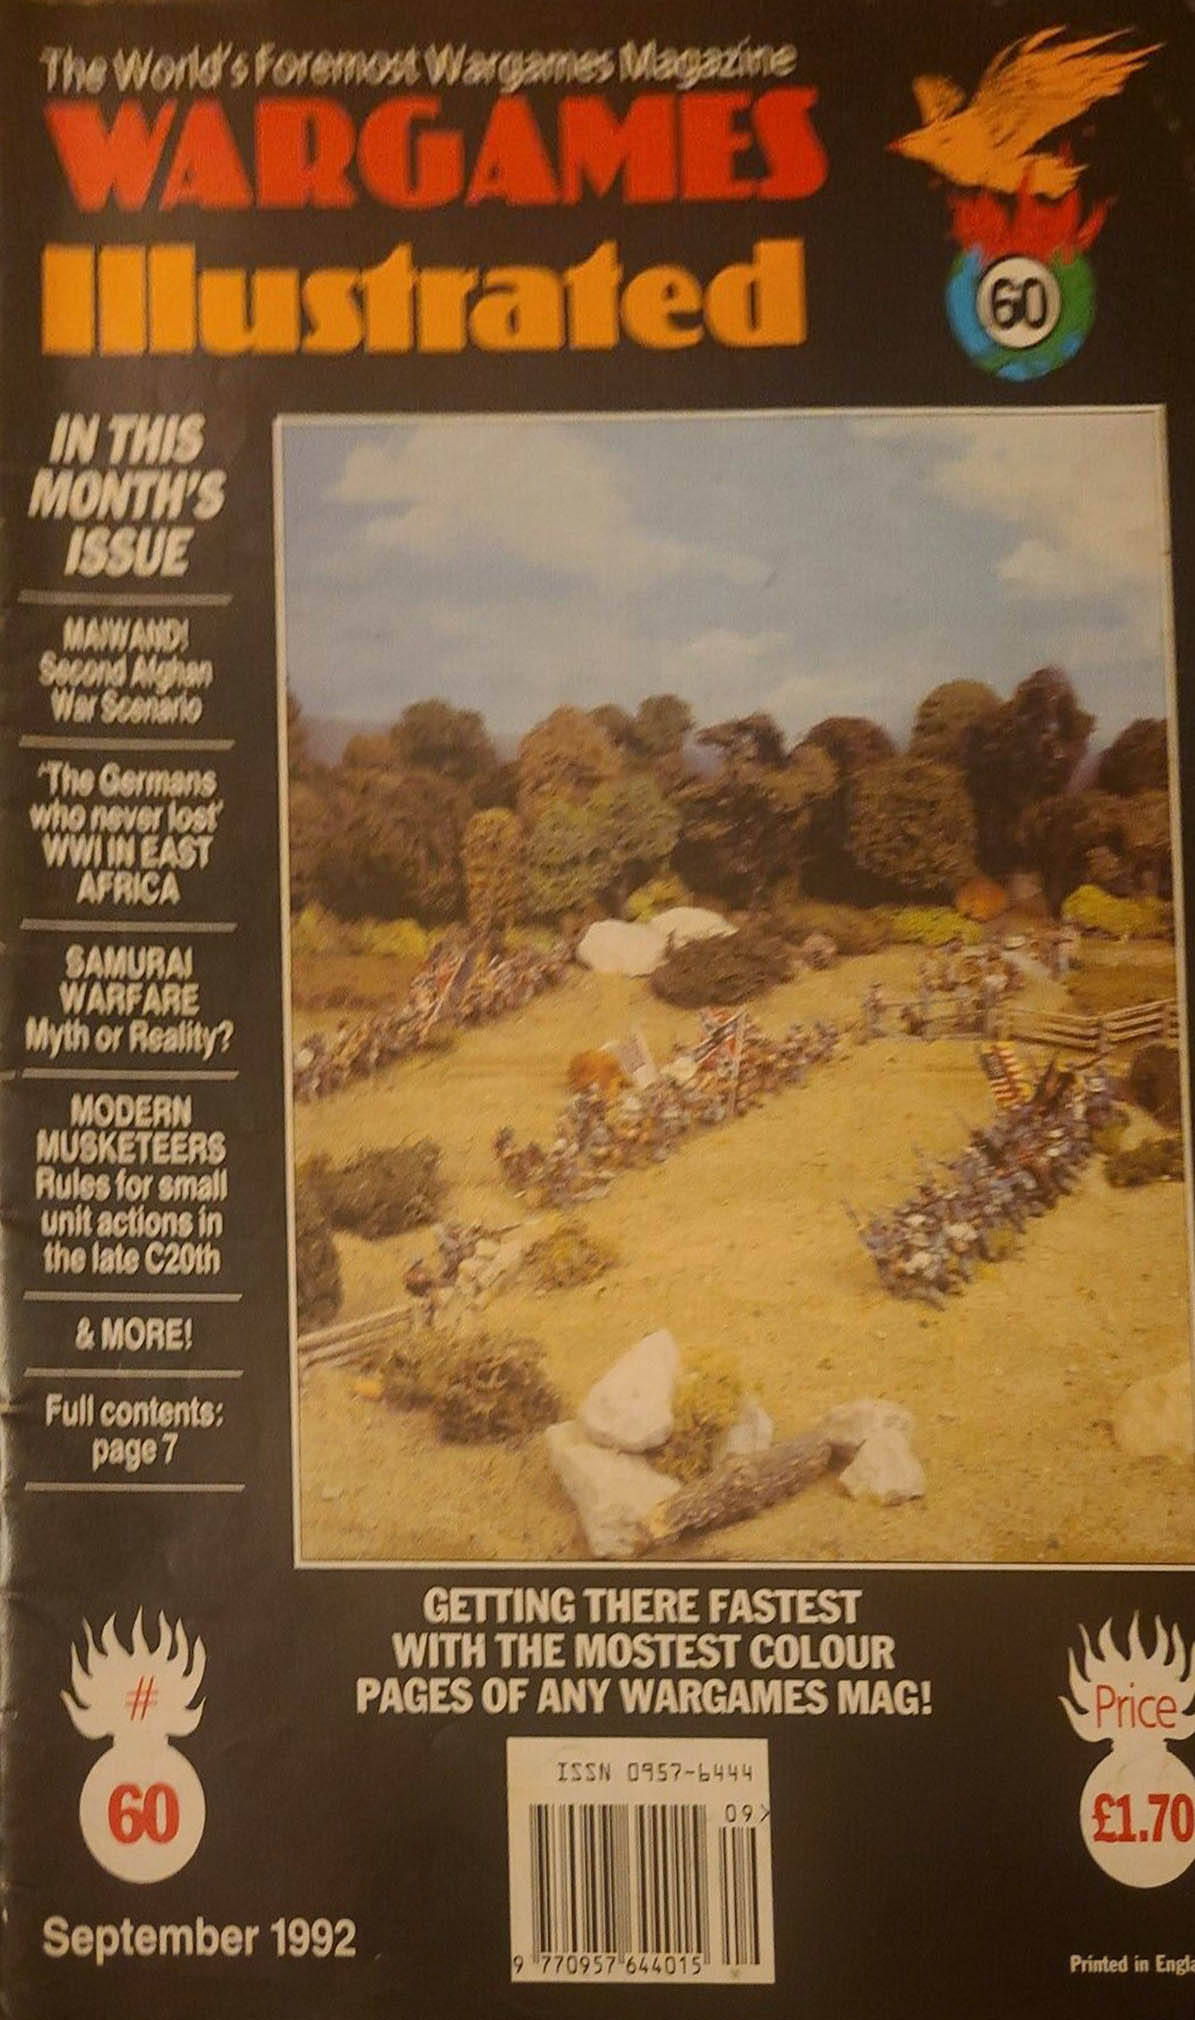 The World's Foremost Wargames Magazine
WARGAMES
Illustrated
60
IN THIS
MONTH'S
ISSUE
MAIWAND!
Second Afghan
War Scenario
'The Germans
who never lost'
WWI IN EAST
AFRICA
SAMURAI
WARFARE
Myth or Reality?
MODERN
MUSKETEERS
Rules for small
unit actions in
the late C20th
& MORE!
Full contents:
page 7
GETTING THERE FASTEST
WITH THE MOSTEST COLOUR
PAGES OF ANY WARGAMES MAG!
#
60
Price
£1.70
ISSN 0957-6444
09>
9 770957 644015
September 1992
Printed in Engla